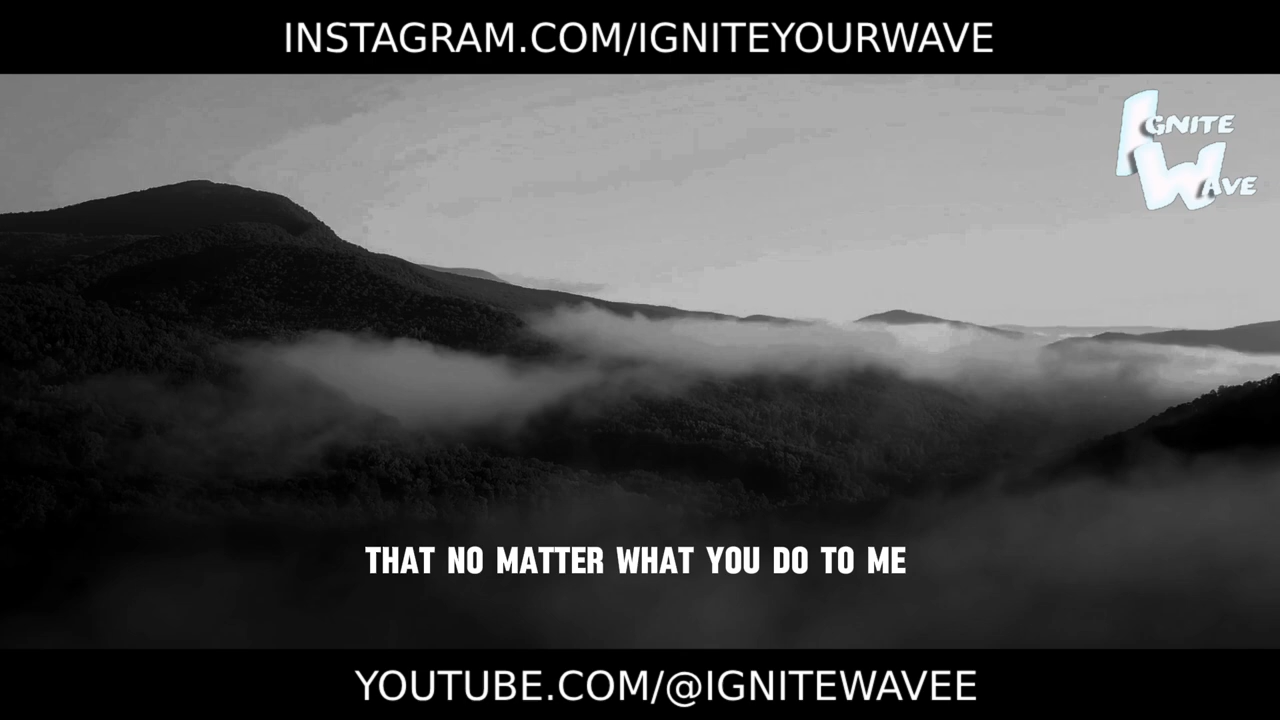 INSTAGRAM.COM/IGNITEYOURWAVE
IGNITE
WAVE
THAT NO MATTER WHAT YOU DO TO ME
YOUTUBE.COM/@IGNITEWAVEE